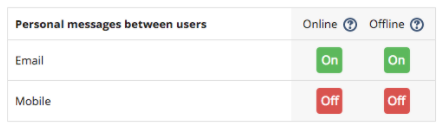 Personal messages between users Online ? Offline ?
Email On On
Mobile Off Off